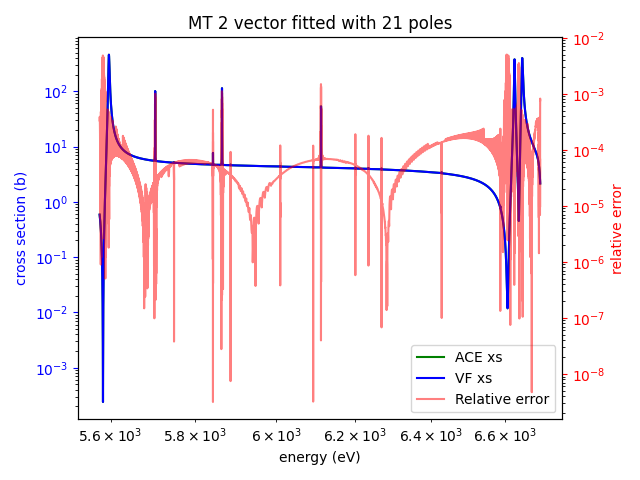 MT 2 vector fitted with 21 poles
cross section (b)
10²
10¹
10⁰
10⁻¹
10⁻²
10⁻³
10⁻²
10⁻³
10⁻⁴
10⁻⁵
10⁻⁶
10⁻⁷
10⁻⁸
relative error
ACE xs
VF xs
Relative error
5.6 × 10³ 5.8 × 10³ 6 × 10³ 6.2 × 10³ 6.4 × 10³ 6.6 × 10³
energy (eV)